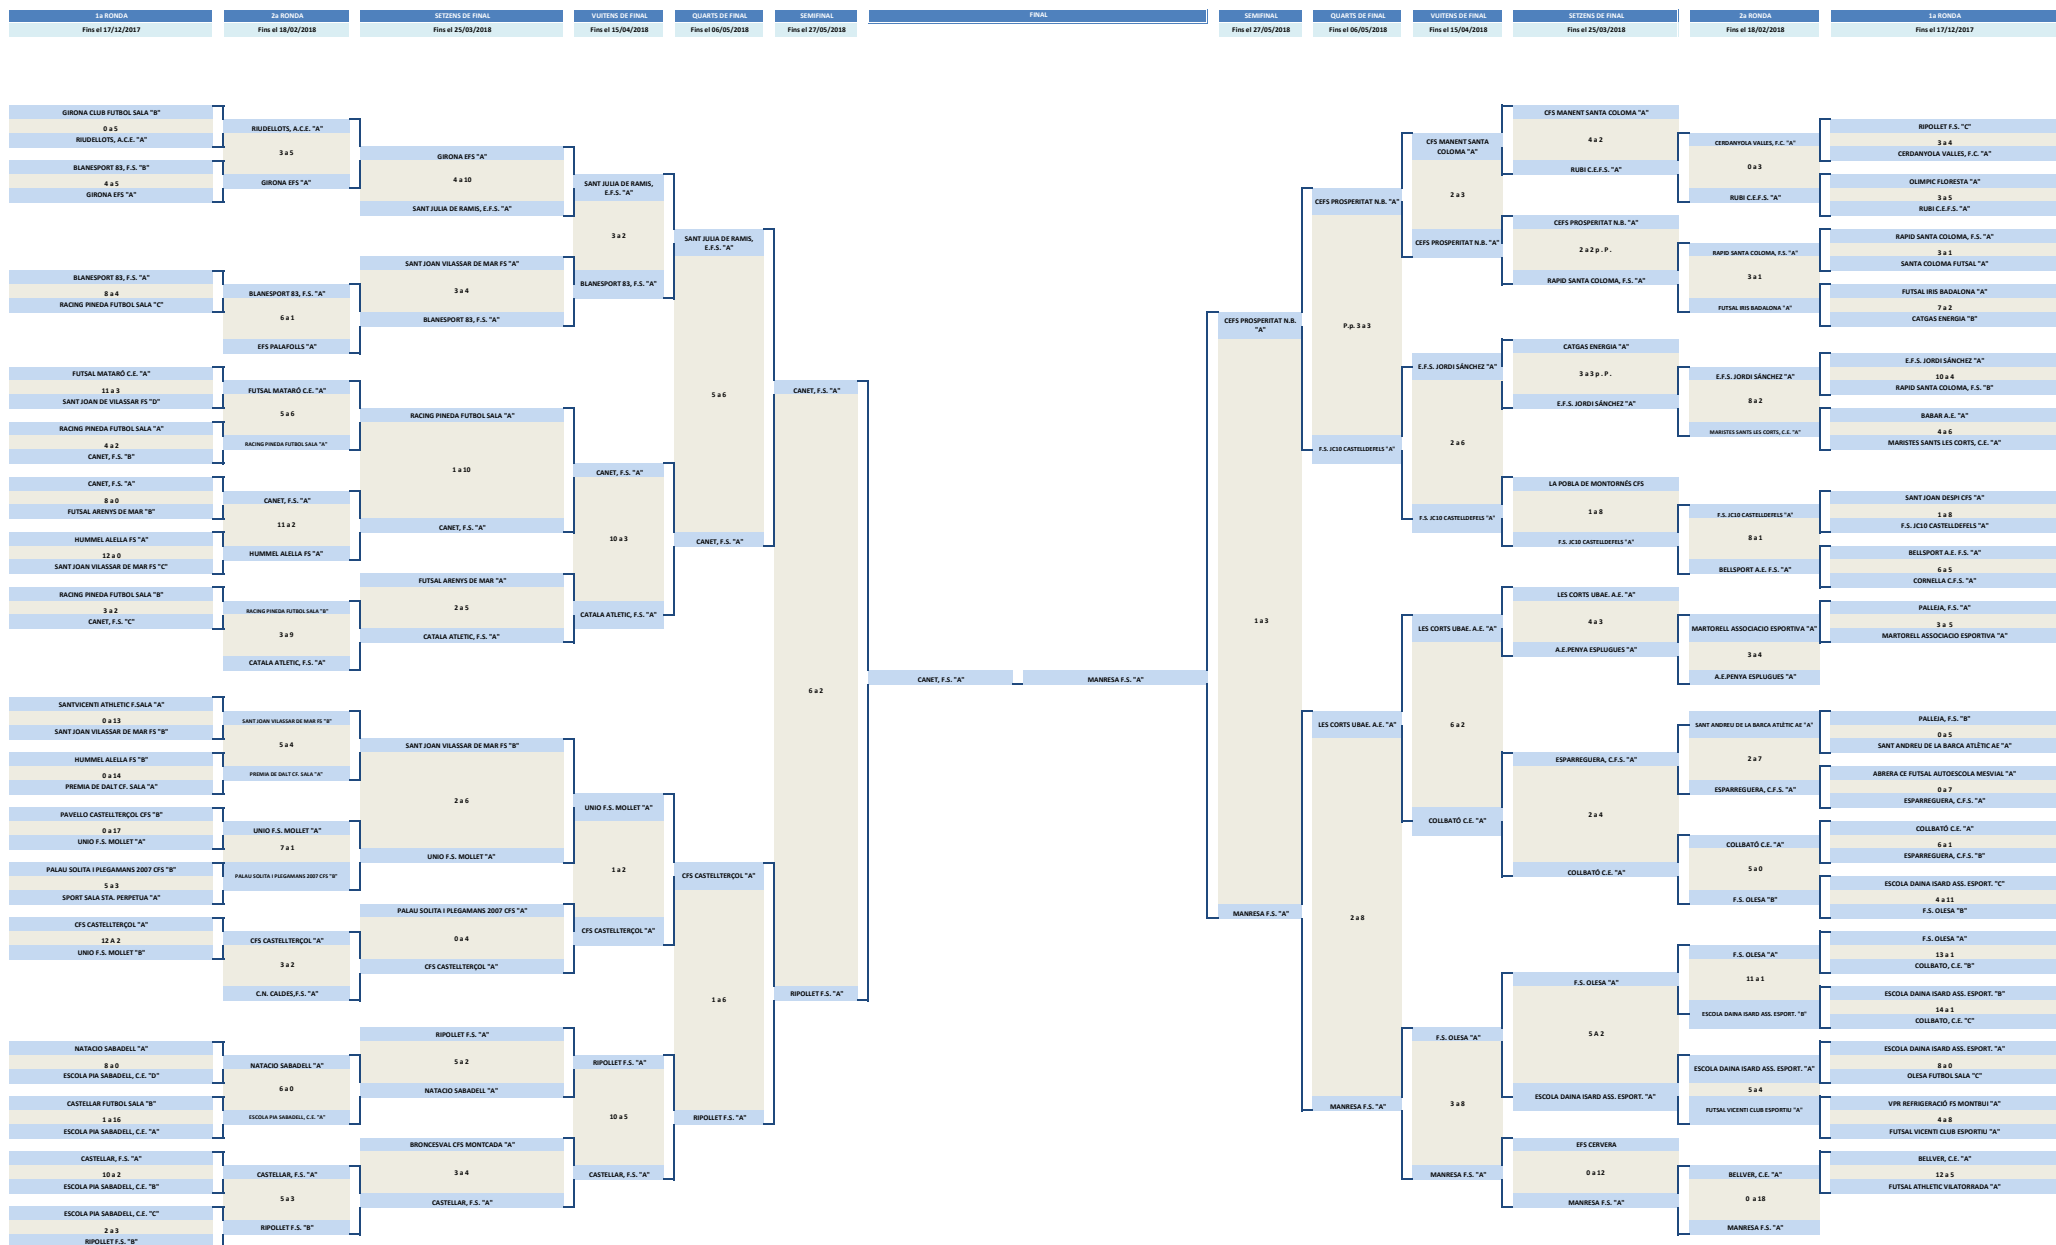 1a RONDA
Fins el 17/12/2017
GIRONA CLUB FUTBOL SALA "B"
0 a 5
RIUDELLOTS, A.C.E. "A"
BLANESPORT 83, F.S. "B"
4 a 5
GIRONA EFS "A"
BLANESPORT 83, F.S. "A"
8 a 4
RACING PINEDA FUTBOL SALA "C"
FUTSAL MATARÓ C.E. "A"
11 a 3
SANT JOAN DE VILASSAR FS "D"
RACING PINEDA FUTBOL SALA "A"
4 a 2
CANET, F.S. "B"
CANET, F.S. "A"
8 a 0
FUTSAL ARENYS DE MAR "B"
HUMMEL ALELLA FS "A"
12 a 0
SANT JOAN VILASSAR DE MAR FS "C"
RACING PINEDA FUTBOL SALA "B"
3 a 2
CANET, F.S. "C"
SANTVICENTI ATHLETIC F.SALA "A"
0 a 13
SANT JOAN VILASSAR DE MAR FS "B"
HUMMEL ALELLA FS "B"
0 a 14
PREMIA DE DALT CF. SALA "A"
PAVELLO CASTELLTERÇOL CFS "B"
0 a 17
UNIO F.S. MOLLET "A"
PALAU SOLITA I PLEGAMANS 2007 CFS "B"
5 a 3
SPORT SALA STA. PERPETUA "A"
CFS CASTELLTERÇOL "A"
12 A 2
UNIO F.S. MOLLET "B"
NATACIO SABADELL "A"
8 a 0
ESCOLA PIA SABADELL, C.E. "D"
CASTELLAR FUTBOL SALA "B"
1 a 16
ESCOLA PIA SABADELL, C.E. "A"
CASTELLAR, F.S. "A"
10 a 2
ESCOLA PIA SABADELL, C.E. "B"
ESCOLA PIA SABADELL, C.E. "C"
2 a 3
RIPOLLET F.S. "B"
2a RONDA
Fins el 18/02/2018
RIUDELLOTS, A.C.E. "A"
3 a 5
GIRONA EFS "A"
BLANESPORT 83, F.S. "A"
6 a 1
EFS PALAFOLLS "A"
FUTSAL MATARÓ C.E. "A"
5 a 6
RACING PINEDA FUTBOL SALA "A"
CANET, F.S. "A"
11 a 2
HUMMEL ALELLA FS "A"
RACING PINEDA FUTBOL SALA "B"
3 a 9
CATALA ATLETIC, F.S. "A"
SANT JOAN VILASSAR DE MAR FS "B"
5 a 4
PREMIA DE DALT CF. SALA "A"
UNIO F.S. MOLLET "A"
7 a 1
PALAU SOLITA I PLEGAMANS 2007 CFS "B"
CFS CASTELLTERÇOL "A"
3 a 2
C.N. CALDES,F.S. "A"
NATACIO SABADELL "A"
6 a 0
ESCOLA PIA SABADELL, C.E. "A"
CASTELLAR, F.S. "A"
5 a 3
RIPOLLET F.S. "B"
SETZENS DE FINAL
Fins el 25/03/2018
GIRONA EFS "A"
4 a 10
SANT JULIA DE RAMIS, E.F.S. "A"
SANT JOAN VILASSAR DE MAR FS "A"
3 a 4
BLANESPORT 83, F.S. "A"
RACING PINEDA FUTBOL SALA "A"
1 a 10
CANET, F.S. "A"
FUTSAL ARENYS DE MAR "A"
2 a 5
CATALA ATLETIC, F.S. "A"
SANT JOAN VILASSAR DE MAR FS "B"
2 a 6
UNIO F.S. MOLLET "A"
PALAU SOLITA I PLEGAMANS 2007 CFS "A"
0 a 4
CFS CASTELLTERÇOL "A"
RIPOLLET F.S. "A"
5 a 2
NATACIO SABADELL "A"
BRONCESVAL CFS MONTCADA "A"
3 a 4
CASTELLAR, F.S. "A"
VUITENS DE FINAL
Fins el 15/04/2018
SANT JULIA DE RAMIS,
E.F.S. "A"
3 a 2
BLANESPORT 83, F.S. "A"
CANET, F.S. "A"
10 a 3
CATALA ATLETIC, F.S. "A"
UNIO F.S. MOLLET "A"
1 a 2
CFS CASTELLTERÇOL "A"
RIPOLLET F.S. "A"
10 a 5
CASTELLAR, F.S. "A"
QUARTS DE FINAL
Fins el 06/05/2018
SANT JULIA DE RAMIS,
E.F.S. "A"
5 a 6
CANET, F.S. "A"
CFS CASTELLTERÇOL "A"
1 a 6
RIPOLLET F.S. "A"
SEMIFINAL
Fins el 27/05/2018
CANET, F.S. "A"
6 a 2
RIPOLLET F.S. "A"
FINAL
CANET, F.S. "A"
MANRESA F.S. "A"
SEMIFINAL
Fins el 27/05/2018
CEFS PROSPERITAT N.B.
"A"
1 a 3
MANRESA F.S. "A"
QUARTS DE FINAL
Fins el 06/05/2018
CEFS PROSPERITAT N.B. "A"
P.p. 3 a 3
F.S. JC10 CASTELLDEFELS "A"
LES CORTS UBAE. A.E. "A"
2 a 8
MANRESA F.S. "A"
VUITENS DE FINAL
Fins el 15/04/2018
CFS MANENT SANTA
COLOMA "A"
2 a 3
CEFS PROSPERITAT N.B. "A"
E.F.S. JORDI SÁNCHEZ "A"
2 a 6
F.S. JC10 CASTELLDEFELS "A"
LES CORTS UBAE. A.E. "A"
6 a 2
COLLBATÓ C.E. "A"
F.S. OLESA "A"
3 a 8
MANRESA F.S. "A"
SETZENS DE FINAL
Fins el 25/03/2018
CFS MANENT SANTA COLOMA "A"
4 a 2
RUBI C.E.F.S. "A"
CEFS PROSPERITAT N.B. "A"
2 a 2 p . P .
RAPID SANTA COLOMA, F.S. "A"
CATGAS ENERGIA "A"
3 a 3 p . P .
E.F.S. JORDI SÁNCHEZ "A"
LA POBLA DE MONTORNÉS CFS
1 a 8
F.S. JC10 CASTELLDEFELS "A"
LES CORTS UBAE. A.E. "A"
4 a 3
A.E.PENYA ESPLUGUES "A"
ESPARREGUERA, C.F.S. "A"
2 a 4
COLLBATÓ C.E. "A"
F.S. OLESA "A"
5 A 2
ESCOLA DAINA ISARD ASS. ESPORT. "A"
EFS CERVERA
0 a 12
MANRESA F.S. "A"
2a RONDA
Fins el 18/02/2018
CERDANYOLA VALLES, F.C. "A"
0 a 3
RUBI C.E.F.S. "A"
RAPID SANTA COLOMA, F.S. "A"
3 a 1
FUTSAL IRIS BADALONA "A"
E.F.S. JORDI SÁNCHEZ "A"
8 a 2
MARISTES SANTS LES CORTS, C.E. "A"
F.S. JC10 CASTELLDEFELS "A"
8 a 1
BELLSPORT A.E. F.S. "A"
MARTORELL ASSOCIACIO ESPORTIVA "A"
3 a 4
A.E.PENYA ESPLUGUES "A"
SANT ANDREU DE LA BARCA ATLÈTIC AE "A"
2 a 7
ESPARREGUERA, C.F.S. "A"
COLLBATÓ C.E. "A"
5 a 0
F.S. OLESA "B"
F.S. OLESA "A"
11 a 1
ESCOLA DAINA ISARD ASS. ESPORT. "B"
ESCOLA DAINA ISARD ASS. ESPORT. "A"
5 a 4
FUTSAL VICENTI CLUB ESPORTIU "A"
BELLVER, C.E. "A"
0 a 18
MANRESA F.S. "A"
1a RONDA
Fins el 17/12/2017
RIPOLLET F.S. "C"
3 a 4
CERDANYOLA VALLES, F.C. "A"
OLIMPIC FLORESTA "A"
3 a 5
RUBI C.E.F.S. "A"
RAPID SANTA COLOMA, F.S. "A"
3 a 1
SANTA COLOMA FUTSAL "A"
FUTSAL IRIS BADALONA "A"
7 a 2
CATGAS ENERGIA "B"
E.F.S. JORDI SÁNCHEZ "A"
10 a 4
RAPID SANTA COLOMA, F.S. "B"
BABAR A.E. "A"
4 a 6
MARISTES SANTS LES CORTS, C.E. "A"
SANT JOAN DESPI CFS "A"
1 a 8
F.S. JC10 CASTELLDEFELS "A"
BELLSPORT A.E. F.S. "A"
6 a 5
CORNELLA C.F.S. "A"
PALLEJA, F.S. "A"
3 a 5
MARTORELL ASSOCIACIO ESPORTIVA "A"
PALLEJA, F.S. "B"
0 a 5
SANT ANDREU DE LA BARCA ATLÈTIC AE "A"
ABRERA CE FUTSAL AUTOESCOLA MESVIAL "A"
0 a 7
ESPARREGUERA, C.F.S. "A"
COLLBATÓ C.E. "A"
6 a 1
ESPARREGUERA, C.F.S. "B"
ESCOLA DAINA ISARD ASS. ESPORT. "C"
4 a 11
F.S. OLESA "B"
F.S. OLESA "A"
13 a 1
COLLBATO, C.E. "B"
ESCOLA DAINA ISARD ASS. ESPORT. "B"
14 a 1
COLLBATO, C.E. "C"
ESCOLA DAINA ISARD ASS. ESPORT. "A"
8 a 0
OLESA FUTBOL SALA "C"
VPR REFRIGERACIÓ FS MONTBUI "A"
4 a 8
FUTSAL VICENTI CLUB ESPORTIU "A"
BELLVER, C.E. "A"
12 a 5
FUTSAL ATHLETIC VILATORRADA "A"